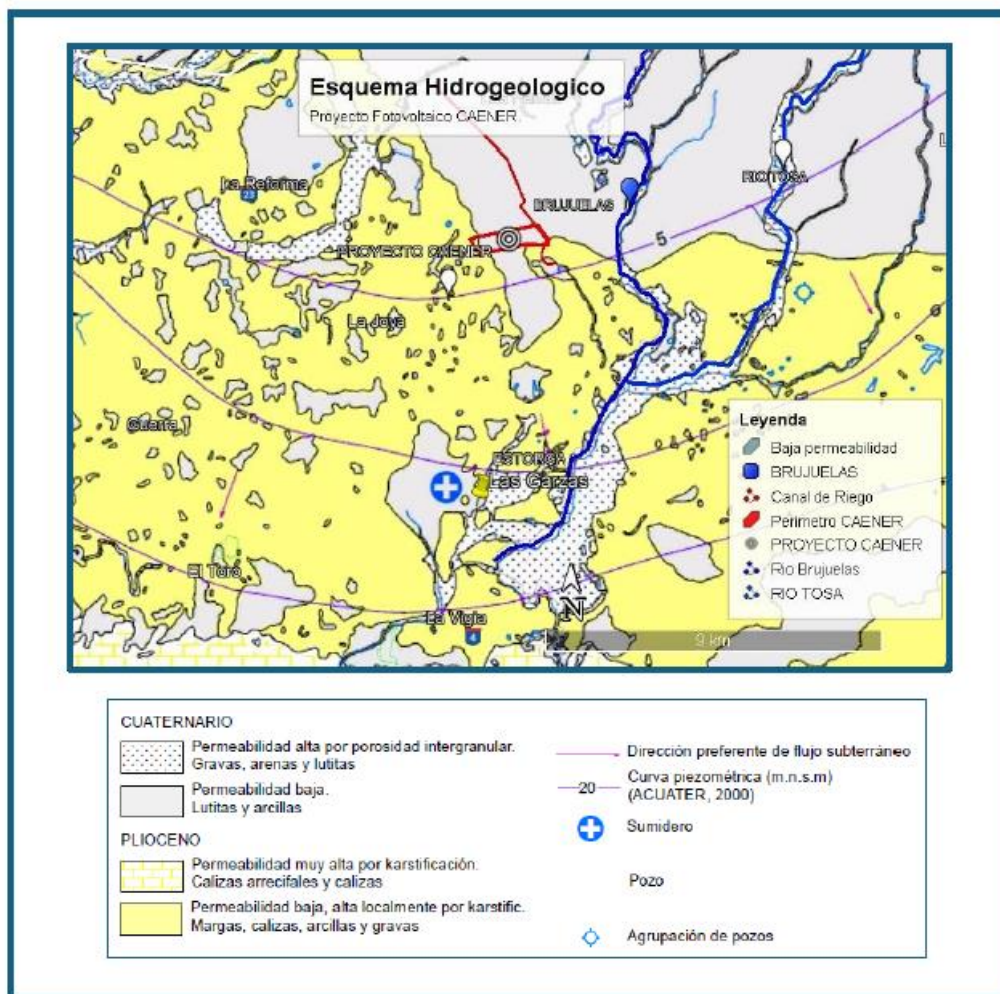 Esquema Hidrogeologico
Proyecto Fotovoltaico CAENER
La Reforma
23
BRUJUELAS
RIO TOSA
PROYECTO CAENER
5
La Joya
Guerra
ESTORGA
Las Garzas
El Toro
La Vigia
4
N
9 km
Leyenda
Baja permeabilidad
BRUJUELAS
Canal de Riego
Perimetro CAENER
PROYECTO CAENER
Rio Brujuelas
RIO TOSA
CUATERNARIO
Permeabilidad alta por porosidad intergranular.
Gravas, arenas y lutitas
Permeabilidad baja.
Lutitas y arcillas
PLIOCENO
Permeabilidad muy alta por karstificación.
Calizas arrecifales y calizas
Permeabilidad baja, alta localmente por karstific.
Margas, calizas, arcillas y gravas
Dirección preferente de flujo subterráneo
20
Curva piezométrica (m.n.s.m)
(ACUATER, 2000)
Sumidero
Pozo
Agrupación de pozos